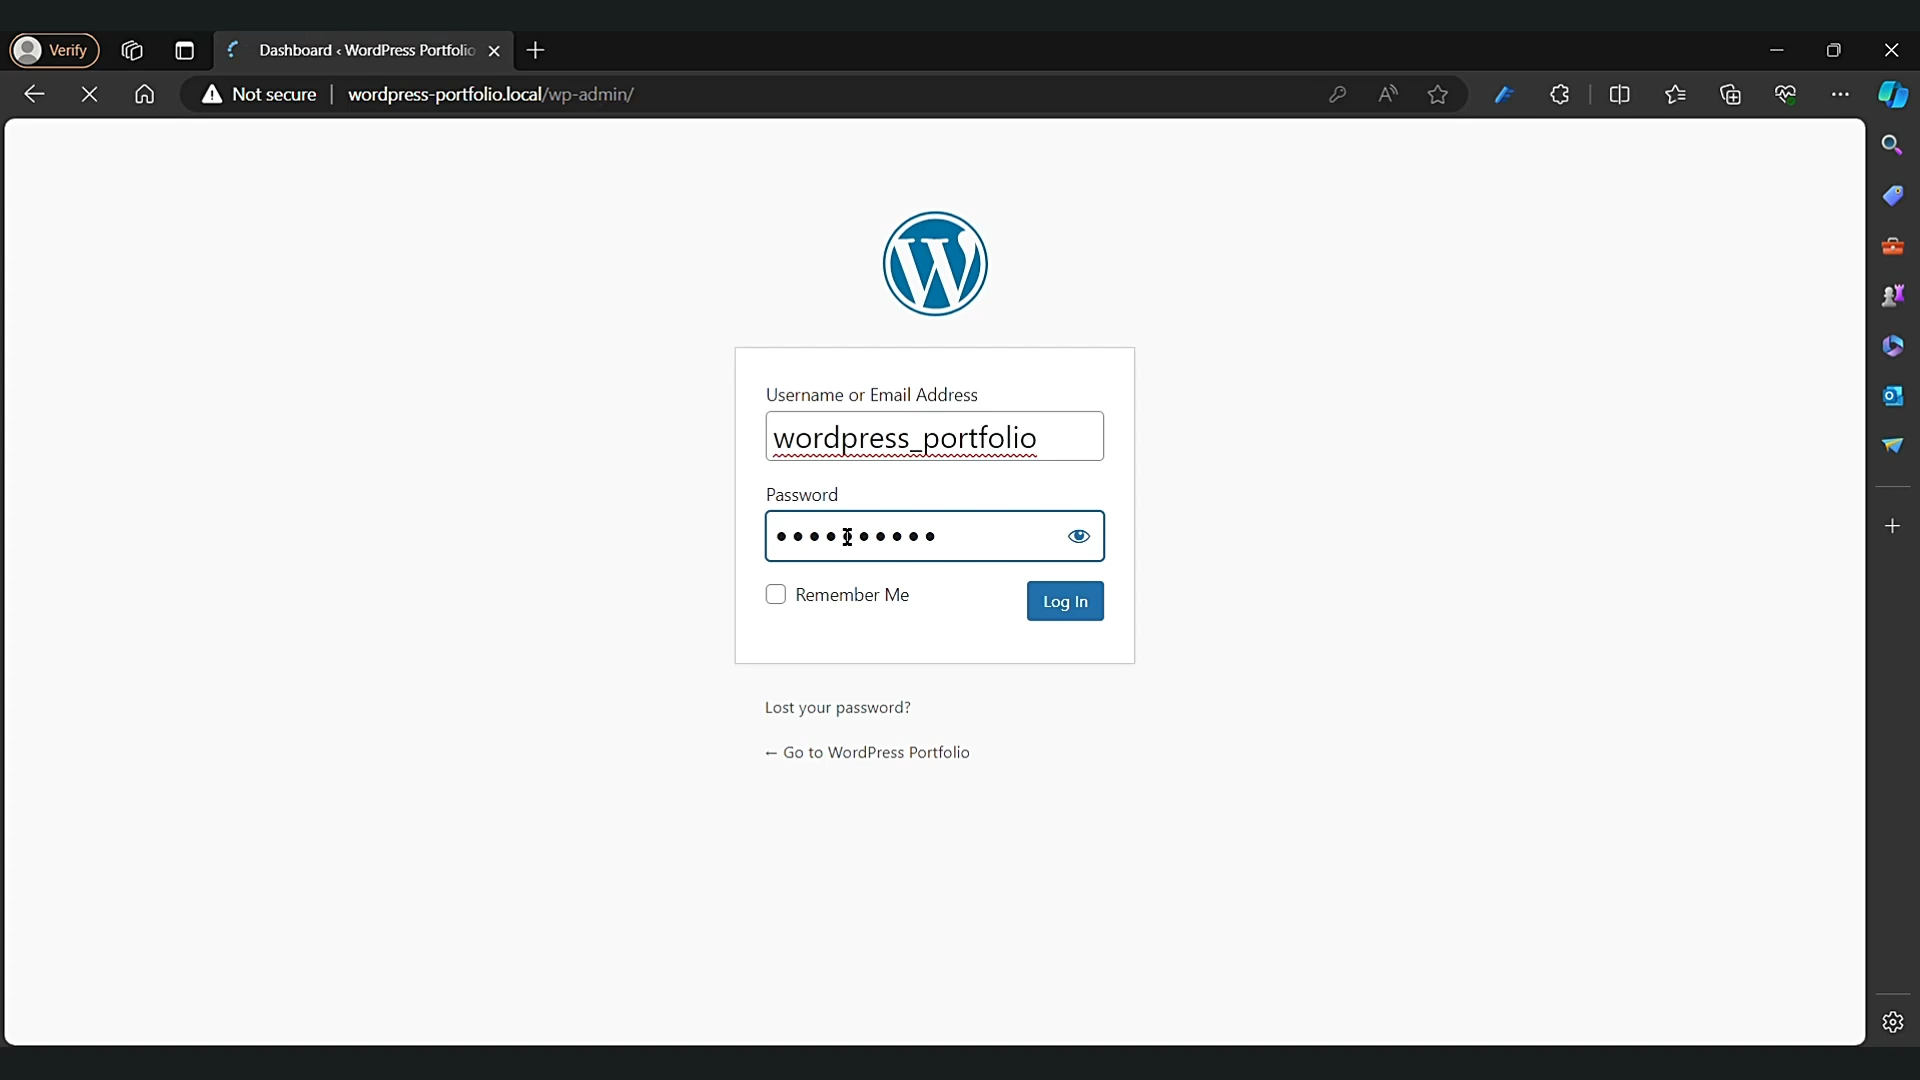 Verify
Dashboard ‹ WordPress Portfolio
Not secure
wordpress-portfolio.local/wp-admin/
Username or Email Address
wordpress_portfolio
Password
Remember Me
Log In
Lost your password?
← Go to WordPress Portfolio